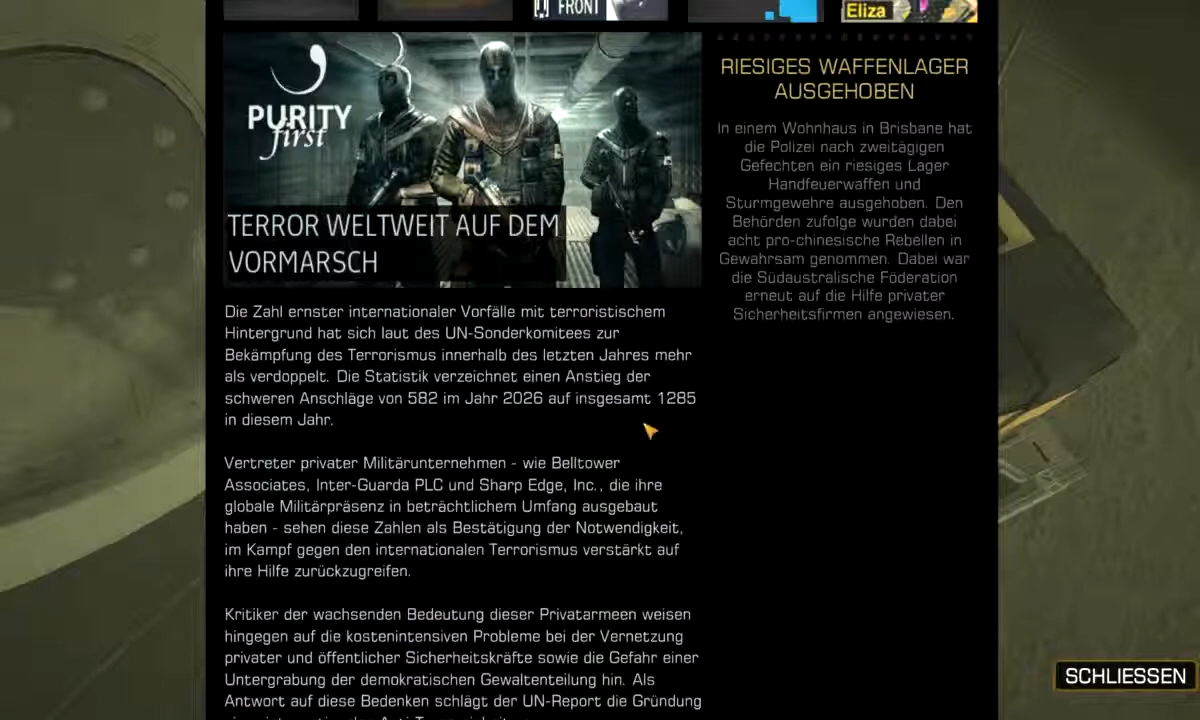 FRONT
Eliza
PURITY
first
TERROR WELTWEIT AUF DEM
VORMARSCH
Die Zahl ernster internationaler Vorfälle mit terroristischem
Hintergrund hat sich laut des UN-Sonderkomitees zur
Bekämpfung des Terrorismus innerhalb des letzten Jahres mehr
als verdoppelt. Die Statistik verzeichnet einen Anstieg der
schweren Anschläge von 582 im Jahr 2026 auf insgesamt 1285
in diesem Jahr.
Vertreter privater Militärunternehmen - wie Belltower
Associates, Inter-Guarda PLC und Sharp Edge, Inc., die ihre
globale Militärpräsenz in beträchtlichem Umfang ausgebaut
haben - sehen diese Zahlen als Bestätigung der Notwendigkeit,
im Kampf gegen den internationalen Terrorismus verstärkt auf
ihre Hilfe zurückzugreifen.
Kritiker der wachsenden Bedeutung dieser Privatarmeen weisen
hingegen auf die kostenintensiven Probleme bei der Vernetzung
privater und öffentlicher Sicherheitskräfte sowie die Gefahr einer
Untergrabung der demokratischen Gewaltenteilung hin. Als
Antwort auf diese Bedenken schlägt der UN-Report die Gründung
RIESIGES WAFFENLAGER
AUSGEHOBEN
In einem Wohnhaus in Brisbane hat
die Polizei nach zweitägigen
Gefechten ein riesiges Lager
Handfeuerwaffen und
Sturmgewehre ausgehoben. Den
Behörden zufolge wurden dabei
acht pro-chinesische Rebellen in
Gewahrsam genommen. Dabei war
die Südaustralische Föderation
erneut auf die Hilfe privater
Sicherheitsfirmen angewiesen.
SCHLIESSEN